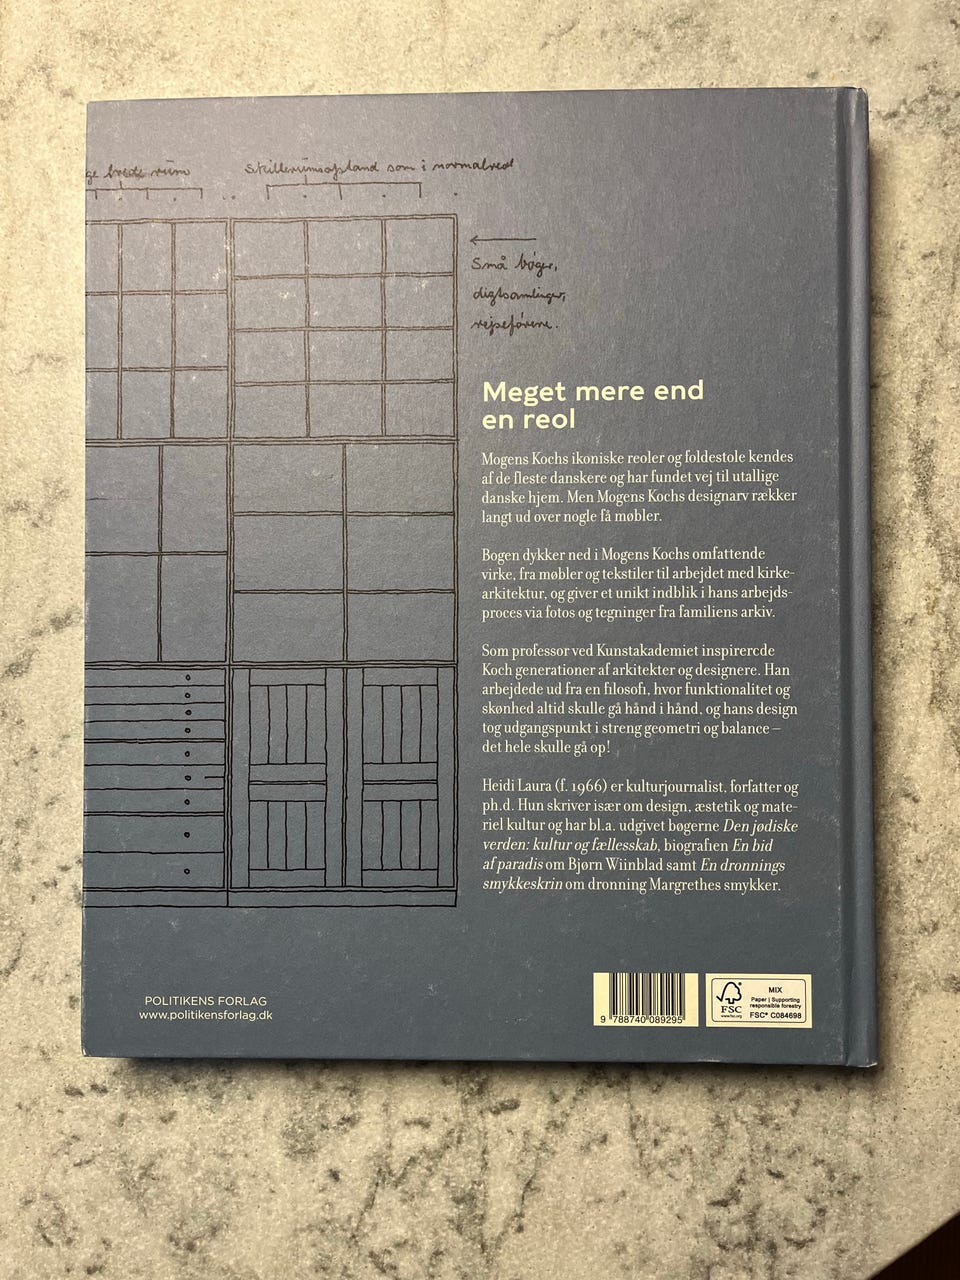 ge brede rum
Skillerumsafstand som i normalreol
Små bøger,
digtsamlinger,
rejseførere.
Meget mere end
en reol
Mogens Kochs ikoniske reoler og foldestole kendes
af de fleste danskere og har fundet vej til utallige
danske hjem. Men Mogens Kochs designarv rækker
langt ud over nogle få møbler.
Bogen dykker ned i Mogens Kochs omfattende
virke, fra møbler og tekstiler til arbejdet med kirke-
arkitektur, og giver et unikt indblik i hans arbejds-
proces via fotos og tegninger fra familiens arkiv.
Som professor ved Kunstakademiet inspirerede
Koch generationer af arkitekter og designere. Han
arbejdede ud fra en filosofi, hvor funktionalitet og
skønhed altid skulle gå hånd i hånd, og hans design
tog udgangspunkt i streng geometri og balance –
det hele skulle gå op!
Heidi Laura (f. 1966) er kulturjournalist, forfatter og
ph.d. Hun skriver især om design, æstetik og mate-
riel kultur og har bl.a. udgivet bøgerne Den jødiske
verden: kultur og fællesskab, biografien En bid
af paradis om Bjørn Wiinblad samt En dronnings
smykkeskrin om dronning Margrethes smykker.
POLITIKENS FORLAG
www.politikensforlag.dk
9 788740 089295
FSC
www.fsc.org
MIX
Paper | Supporting
responsible forestry
FSC® C084698